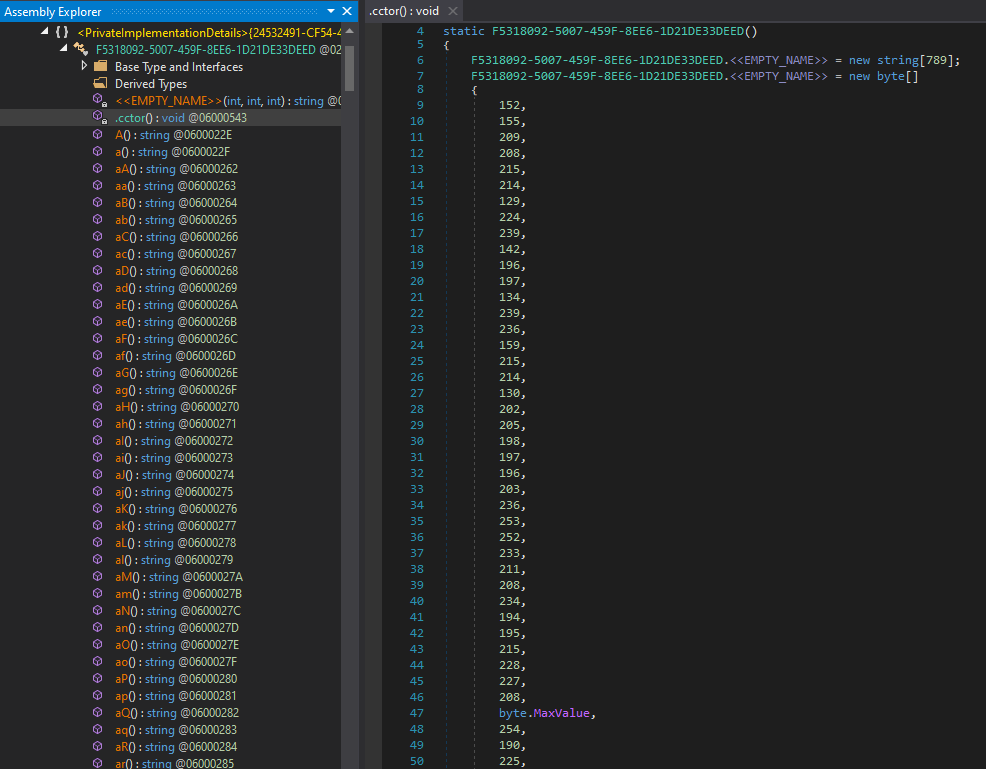 Assembly Explorer
{ } <PrivateImplementationDetails>{24532491-CF54-4
F5318092-5007-459F-8EE6-1D21DE33DEED @02
Base Type and Interfaces
Derived Types
<<EMPTY_NAME>>(int, int, int) : string @0
.cctor() : void @06000543
A() : string @0600022E
a() : string @0600022F
aA() : string @06000262
aa() : string @06000263
aB() : string @06000264
ab() : string @06000265
aC() : string @06000266
ac() : string @06000267
aD() : string @06000268
ad() : string @06000269
aE() : string @0600026A
ae() : string @0600026B
aF() : string @0600026C
af() : string @0600026D
aG() : string @0600026E
ag() : string @0600026F
aH() : string @06000270
ah() : string @06000271
aI() : string @06000272
ai() : string @06000273
aJ() : string @06000274
aj() : string @06000275
aK() : string @06000276
ak() : string @06000277
aL() : string @06000278
al() : string @06000279
aM() : string @0600027A
am() : string @0600027B
aN() : string @0600027C
an() : string @0600027D
aO() : string @0600027E
ao() : string @0600027F
aP() : string @06000280
ap() : string @06000281
aQ() : string @06000282
aq() : string @06000283
aR() : string @06000284
ar() : string @06000285
.cctor() : void
4 static F5318092-5007-459F-8EE6-1D21DE33DEED()
5 {
6 F5318092-5007-459F-8EE6-1D21DE33DEED.<<EMPTY_NAME>> = new string[789];
7 F5318092-5007-459F-8EE6-1D21DE33DEED.<<EMPTY_NAME>> = new byte[]
8 {
9 152,
10 155,
11 209,
12 208,
13 215,
14 214,
15 129,
16 224,
17 239,
18 142,
19 196,
20 197,
21 134,
22 239,
23 236,
24 159,
25 215,
26 214,
27 130,
28 202,
29 205,
30 198,
31 197,
32 196,
33 203,
34 236,
35 253,
36 252,
37 233,
38 211,
39 208,
40 234,
41 194,
42 195,
43 215,
44 228,
45 227,
46 208,
47 byte.MaxValue,
48 254,
49 190,
50 225,